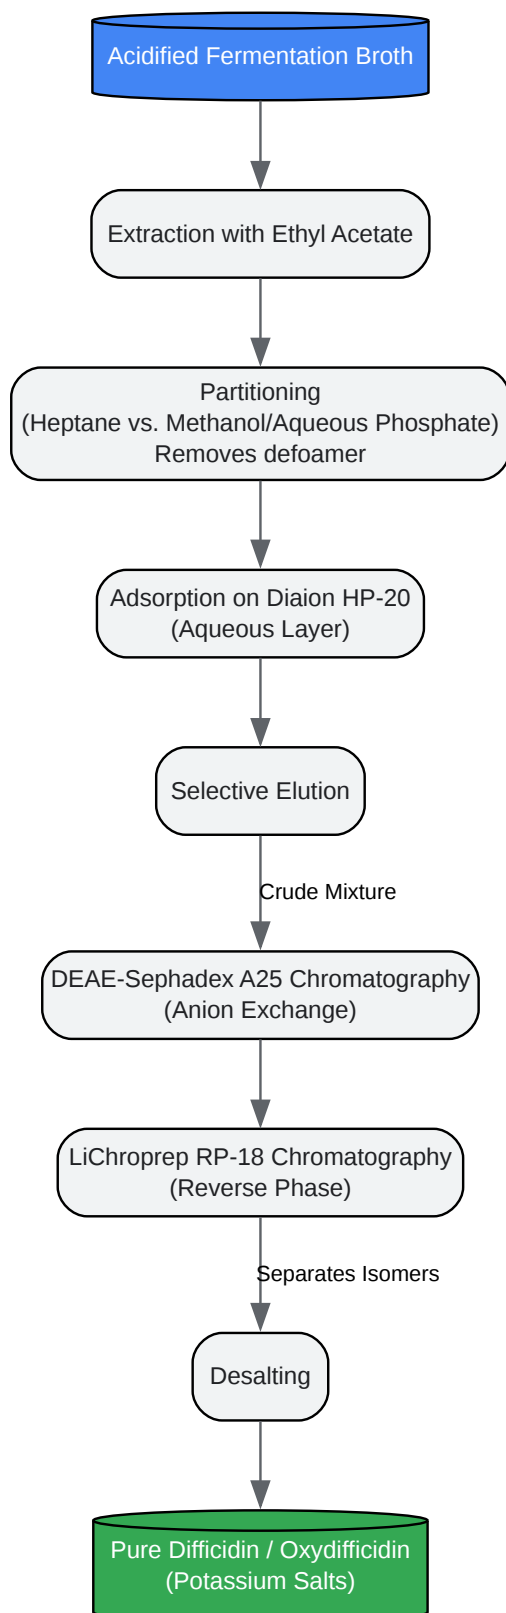 Acidified Fermentation Broth
Extraction with Ethyl Acetate
Partitioning
(Heptane vs. Methanol/Aqueous Phosphate)
Removes defoamer
Adsorption on Diaion HP-20
(Aqueous Layer)
Selective Elution
Crude Mixture
DEAE-Sephadex A25 Chromatography
(Anion Exchange)
LiChroprep RP-18 Chromatography
(Reverse Phase)
Separates Isomers
Desalting
Pure Difficidin / Oxydifficidin
(Potassium Salts)